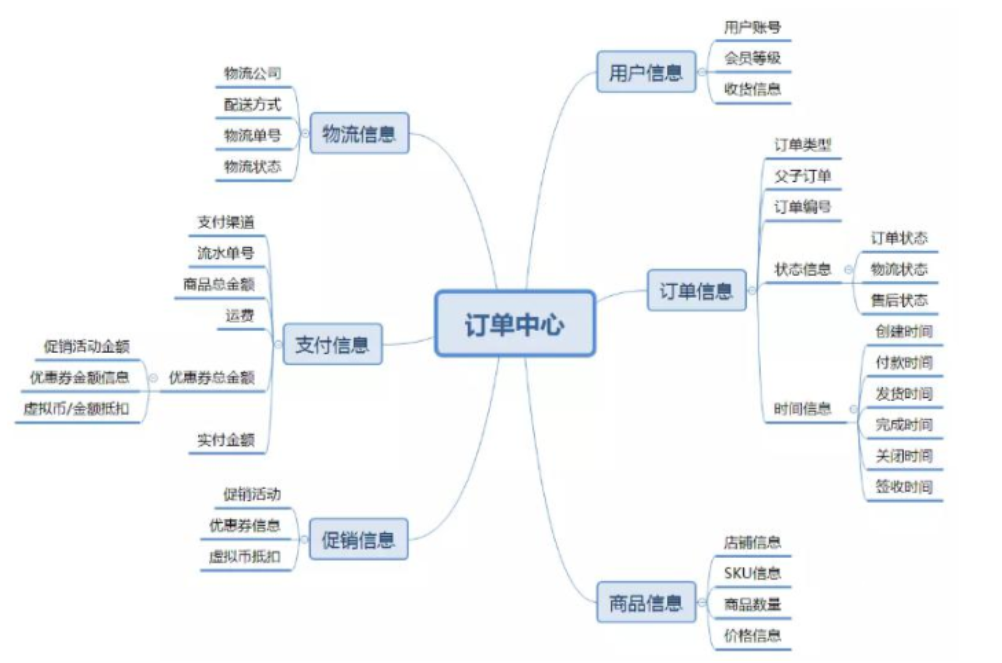 订单中心
用户信息
用户账号
会员等级
收货信息
订单信息
订单类型
父子订单
订单编号
状态信息
订单状态
物流状态
售后状态
时间信息
创建时间
付款时间
发货时间
完成时间
关闭时间
签收时间
商品信息
店铺信息
SKU信息
商品数量
价格信息
物流信息
物流公司
配送方式
物流单号
物流状态
支付信息
支付渠道
流水单号
商品总金额
运费
优惠券总金额
促销活动金额
优惠券金额信息
虚拟币/金额抵扣
实付金额
促销信息
促销活动
优惠券信息
虚拟币抵扣